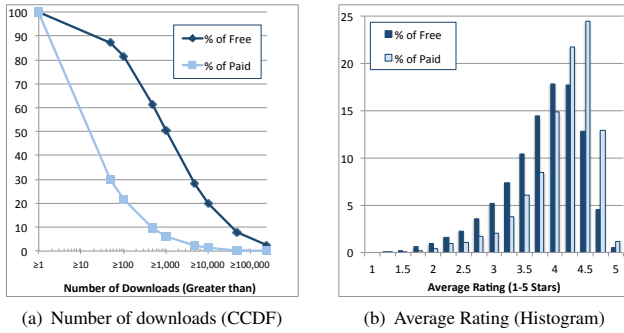 100
90
80
70
60
50
40
30
20
10
0
% of Free
% of Paid
≥1 ≥10 ≥100 ≥1,000 ≥10,000 ≥100,000
Number of Downloads (Greater than)
(a) Number of downloads (CCDF)
25
20
15
10
5
0
% of Free
% of Paid
1 1.5 2 2.5 3 3.5 4 4.5 5
Average Rating (1-5 Stars)
(b) Average Rating (Histogram)